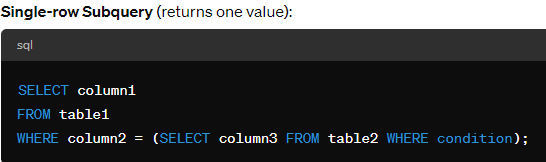 Single-row Subquery (returns one value):
sql
SELECT column1
FROM table1
WHERE column2 = (SELECT column3 FROM table2 WHERE condition);